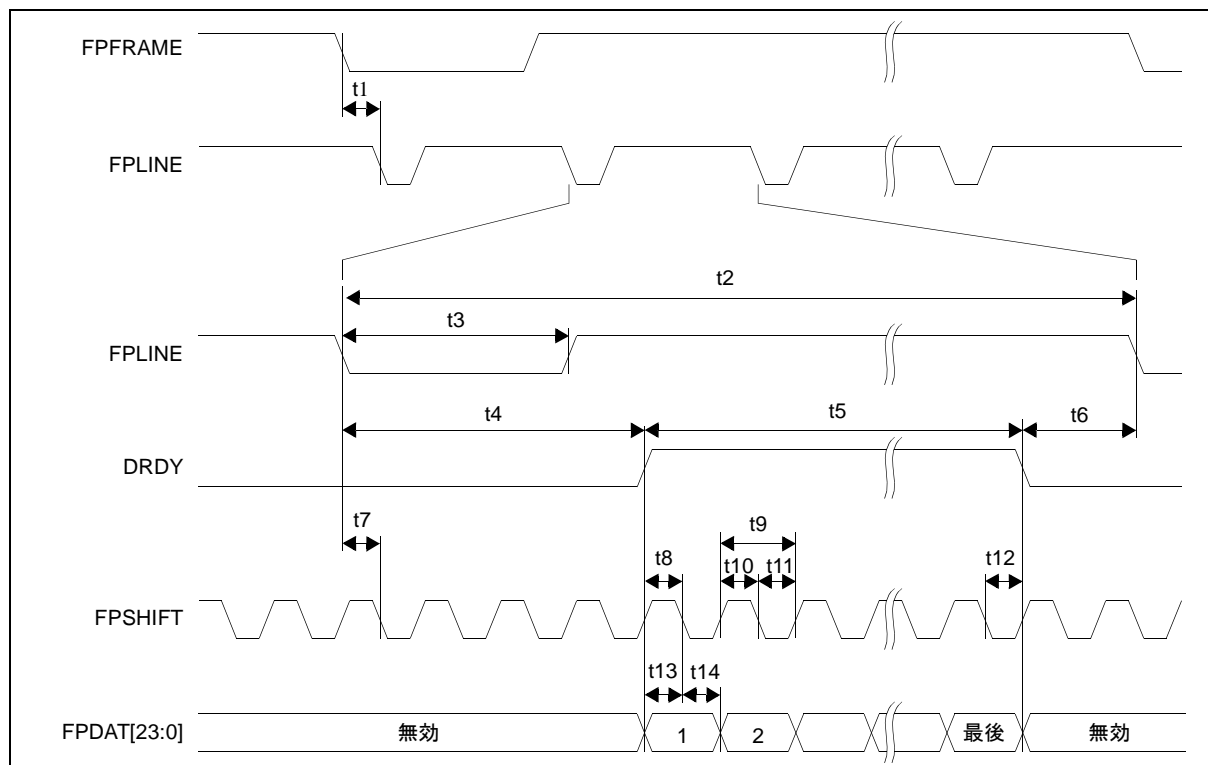 FPFRAME
t1
FPLINE
t2
t3
FPLINE
t4
t5
t6
DRDY
t7
t8
t9
t10
t11
t12
FPSHIFT
t13
t14
FPDAT[23:0]
無効
1
2
最後
無効